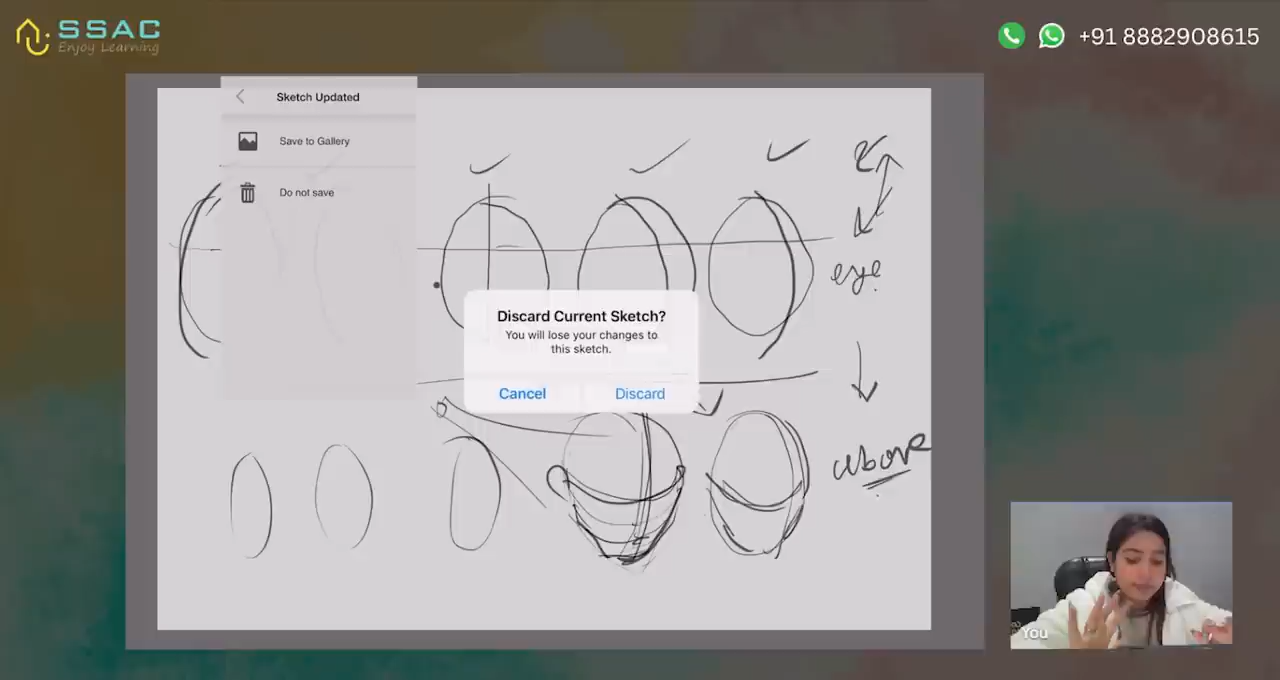 SSAC
Enjoy Learning
+91 8882908615
Sketch Updated
Save to Gallery
Do not save
eye
Discard Current Sketch?
You will lose your changes to
this sketch.
Cancel
Discard
above
You